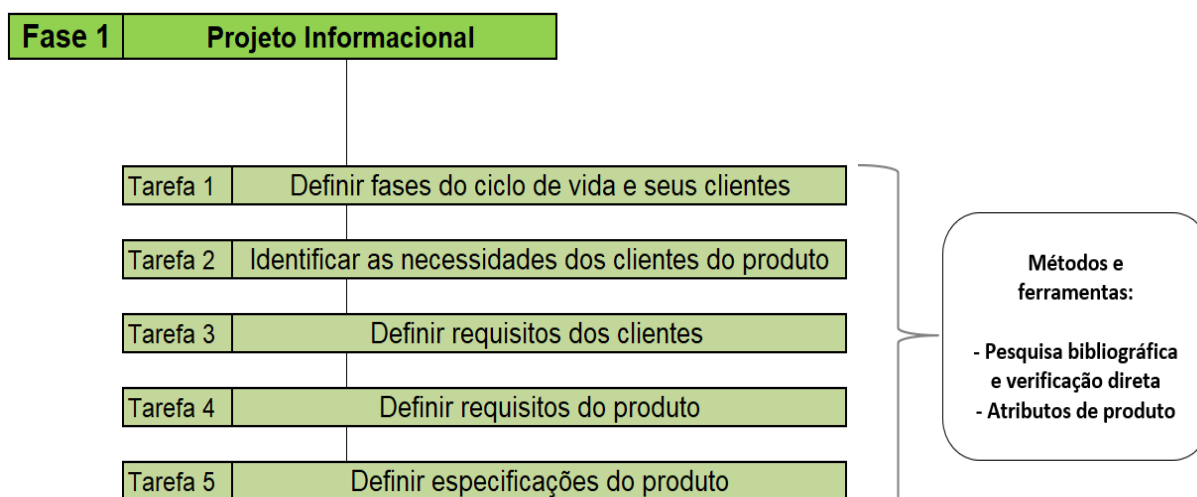 Fase 1 Projeto Informacional
Tarefa 1 Definir fases do ciclo de vida e seus clientes
Tarefa 2 Identificar as necessidades dos clientes do produto
Tarefa 3 Definir requisitos dos clientes
Tarefa 4 Definir requisitos do produto
Tarefa 5 Definir especificações do produto
Métodos e
ferramentas:
- Pesquisa bibliográfica
e verificação direta
- Atributos de produto